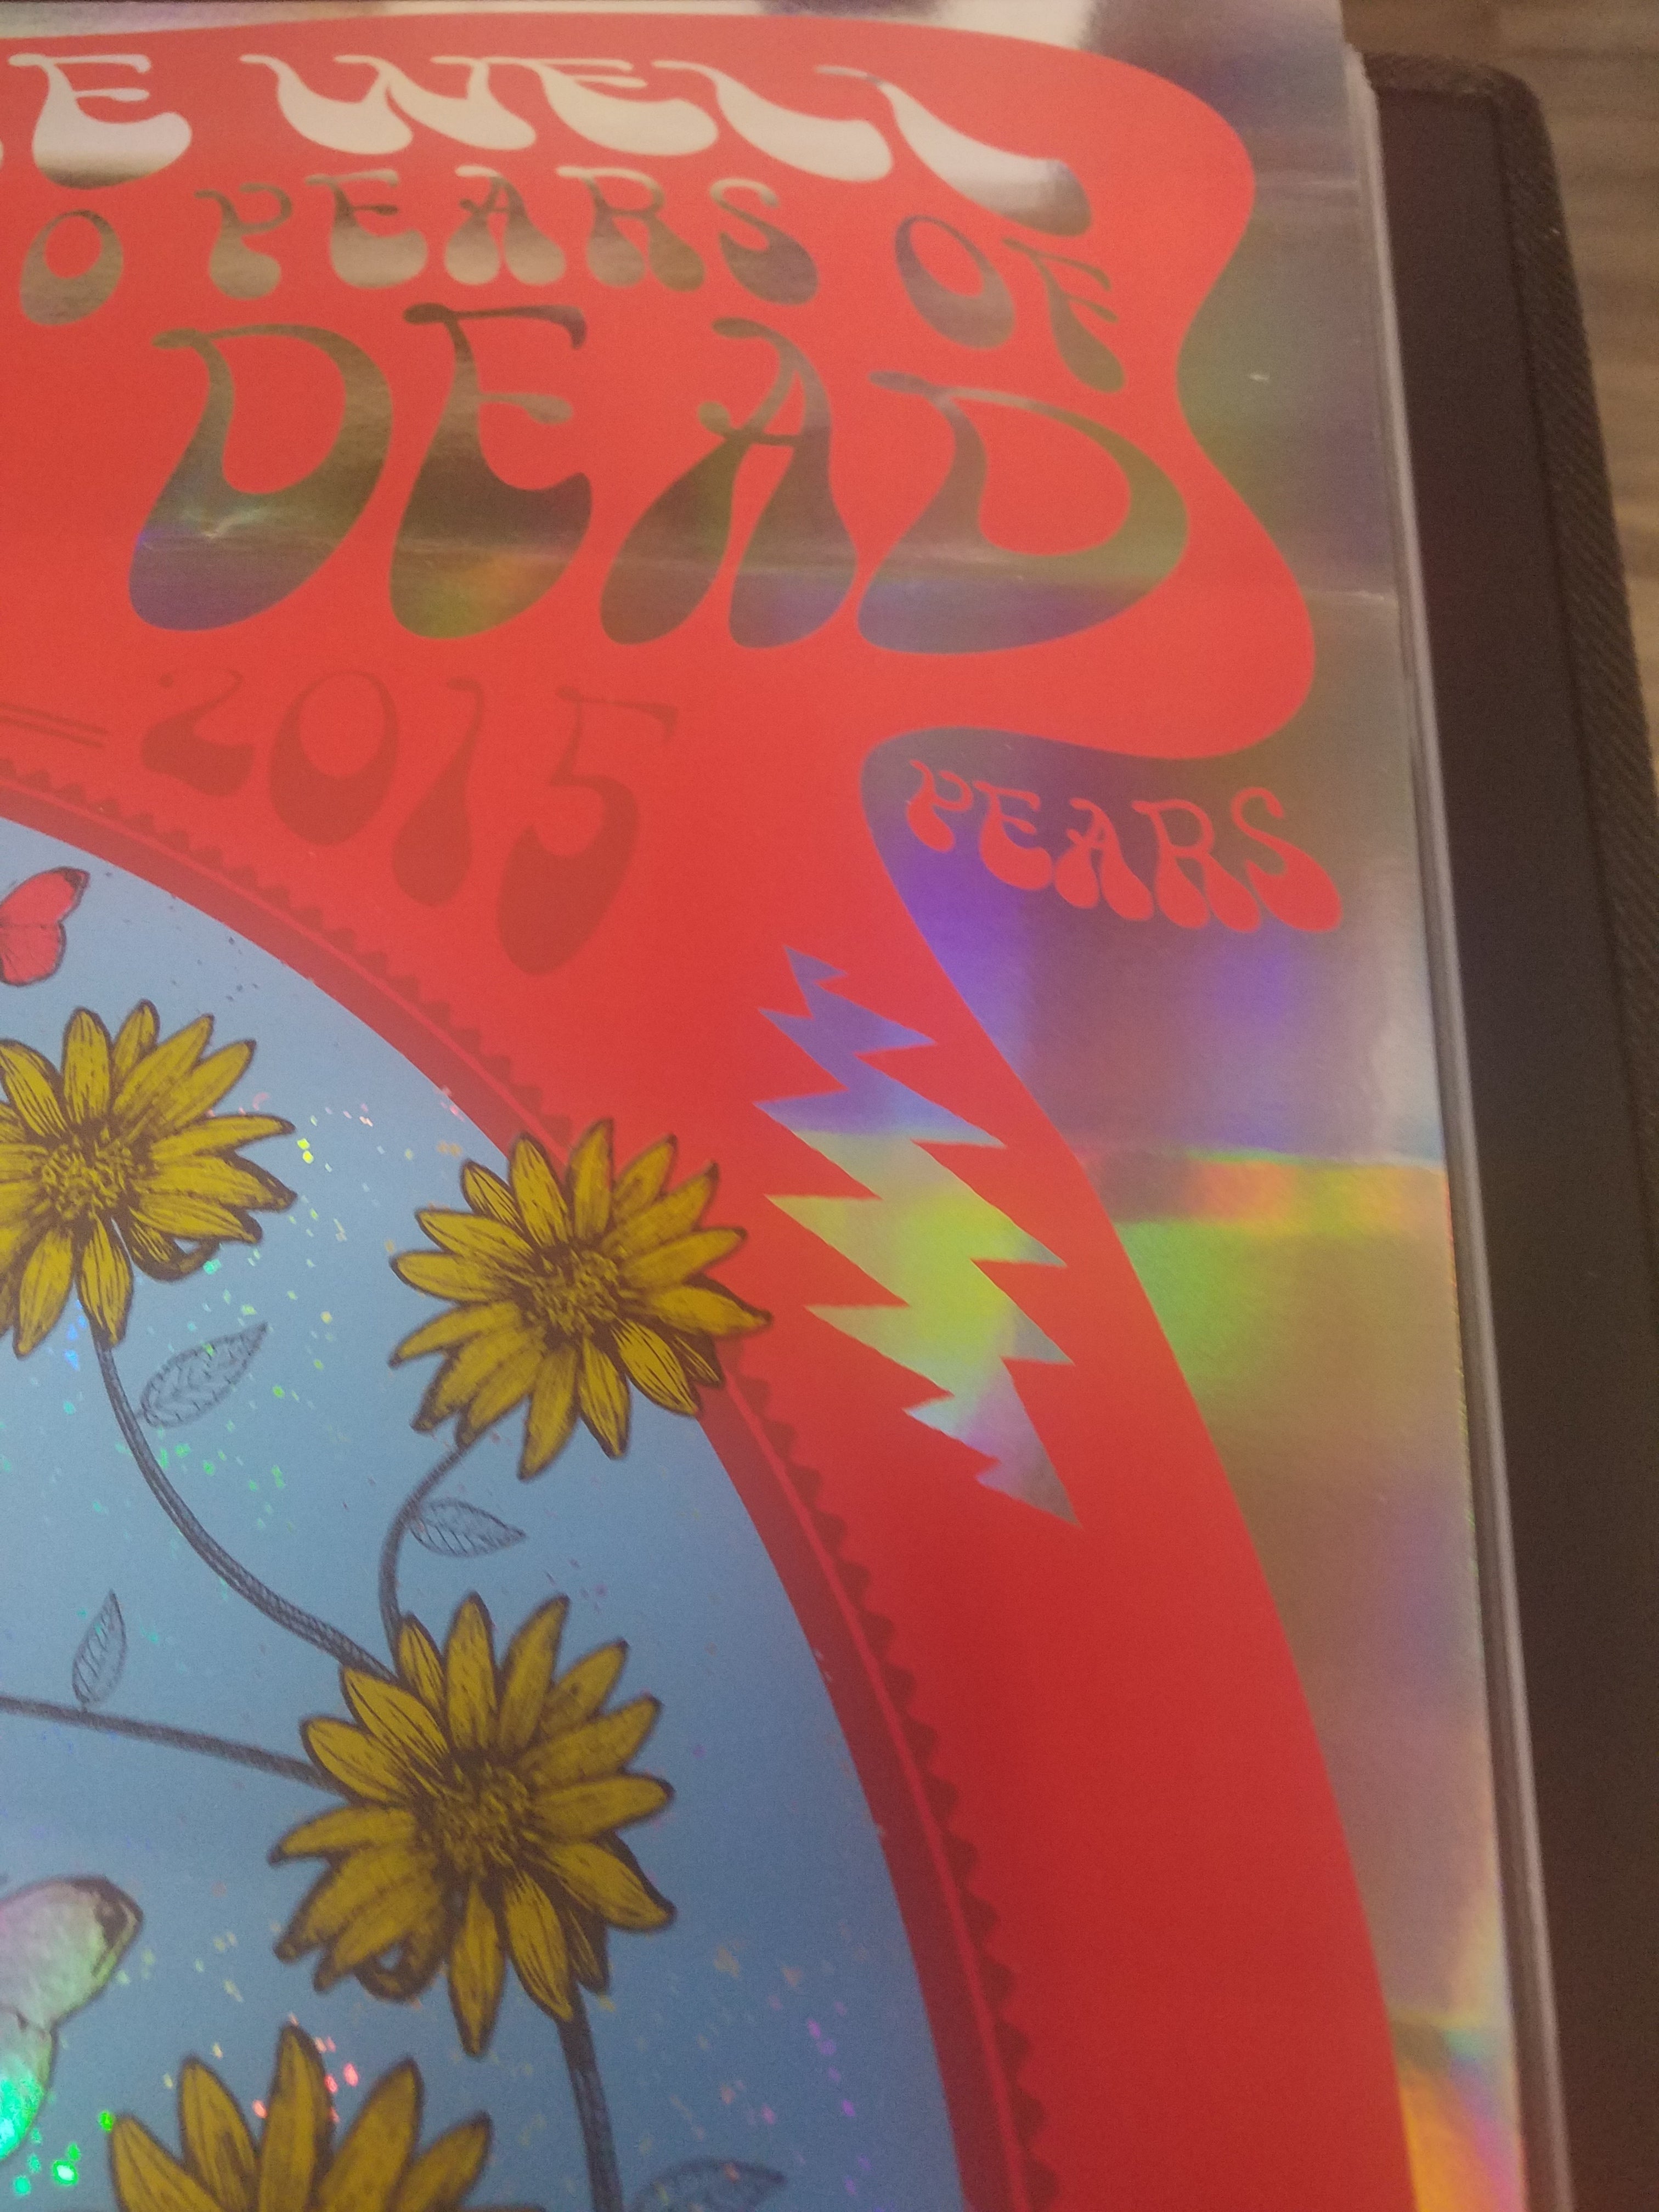 E WELL
0 YEARS OF
DEAD
2015
YEARS